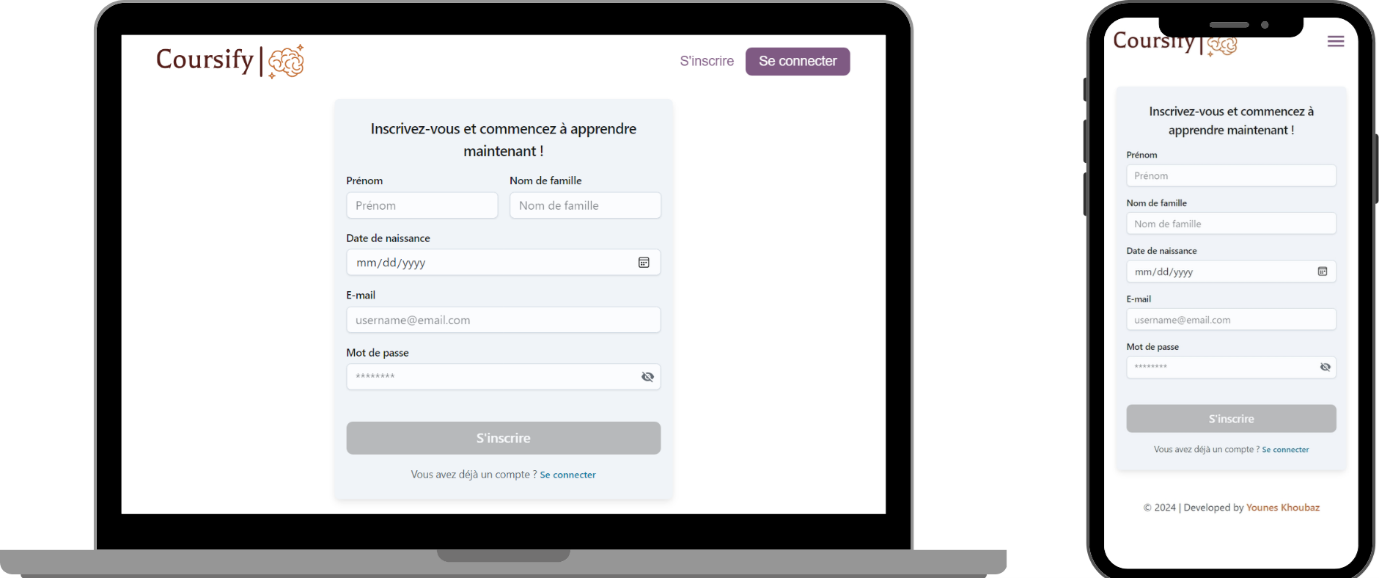 Coursify
S'inscrire
Se connecter
Inscrivez-vous et commencez à apprendre
maintenant !
Prénom
Nom de famille
Prénom
Nom de famille
Date de naissance
mm/dd/yyyy
E-mail
username@email.com
Mot de passe
********
S'inscrire
Vous avez déjà un compte ? Se connecter
Coursify
Inscrivez-vous et commencez à
apprendre maintenant !
Prénom
Prénom
Nom de famille
Nom de famille
Date de naissance
mm/dd/yyyy
E-mail
username@email.com
Mot de passe
********
S'inscrire
Vous avez déjà un compte ? Se connecter
© 2024 | Developed by Younes Khoubaz